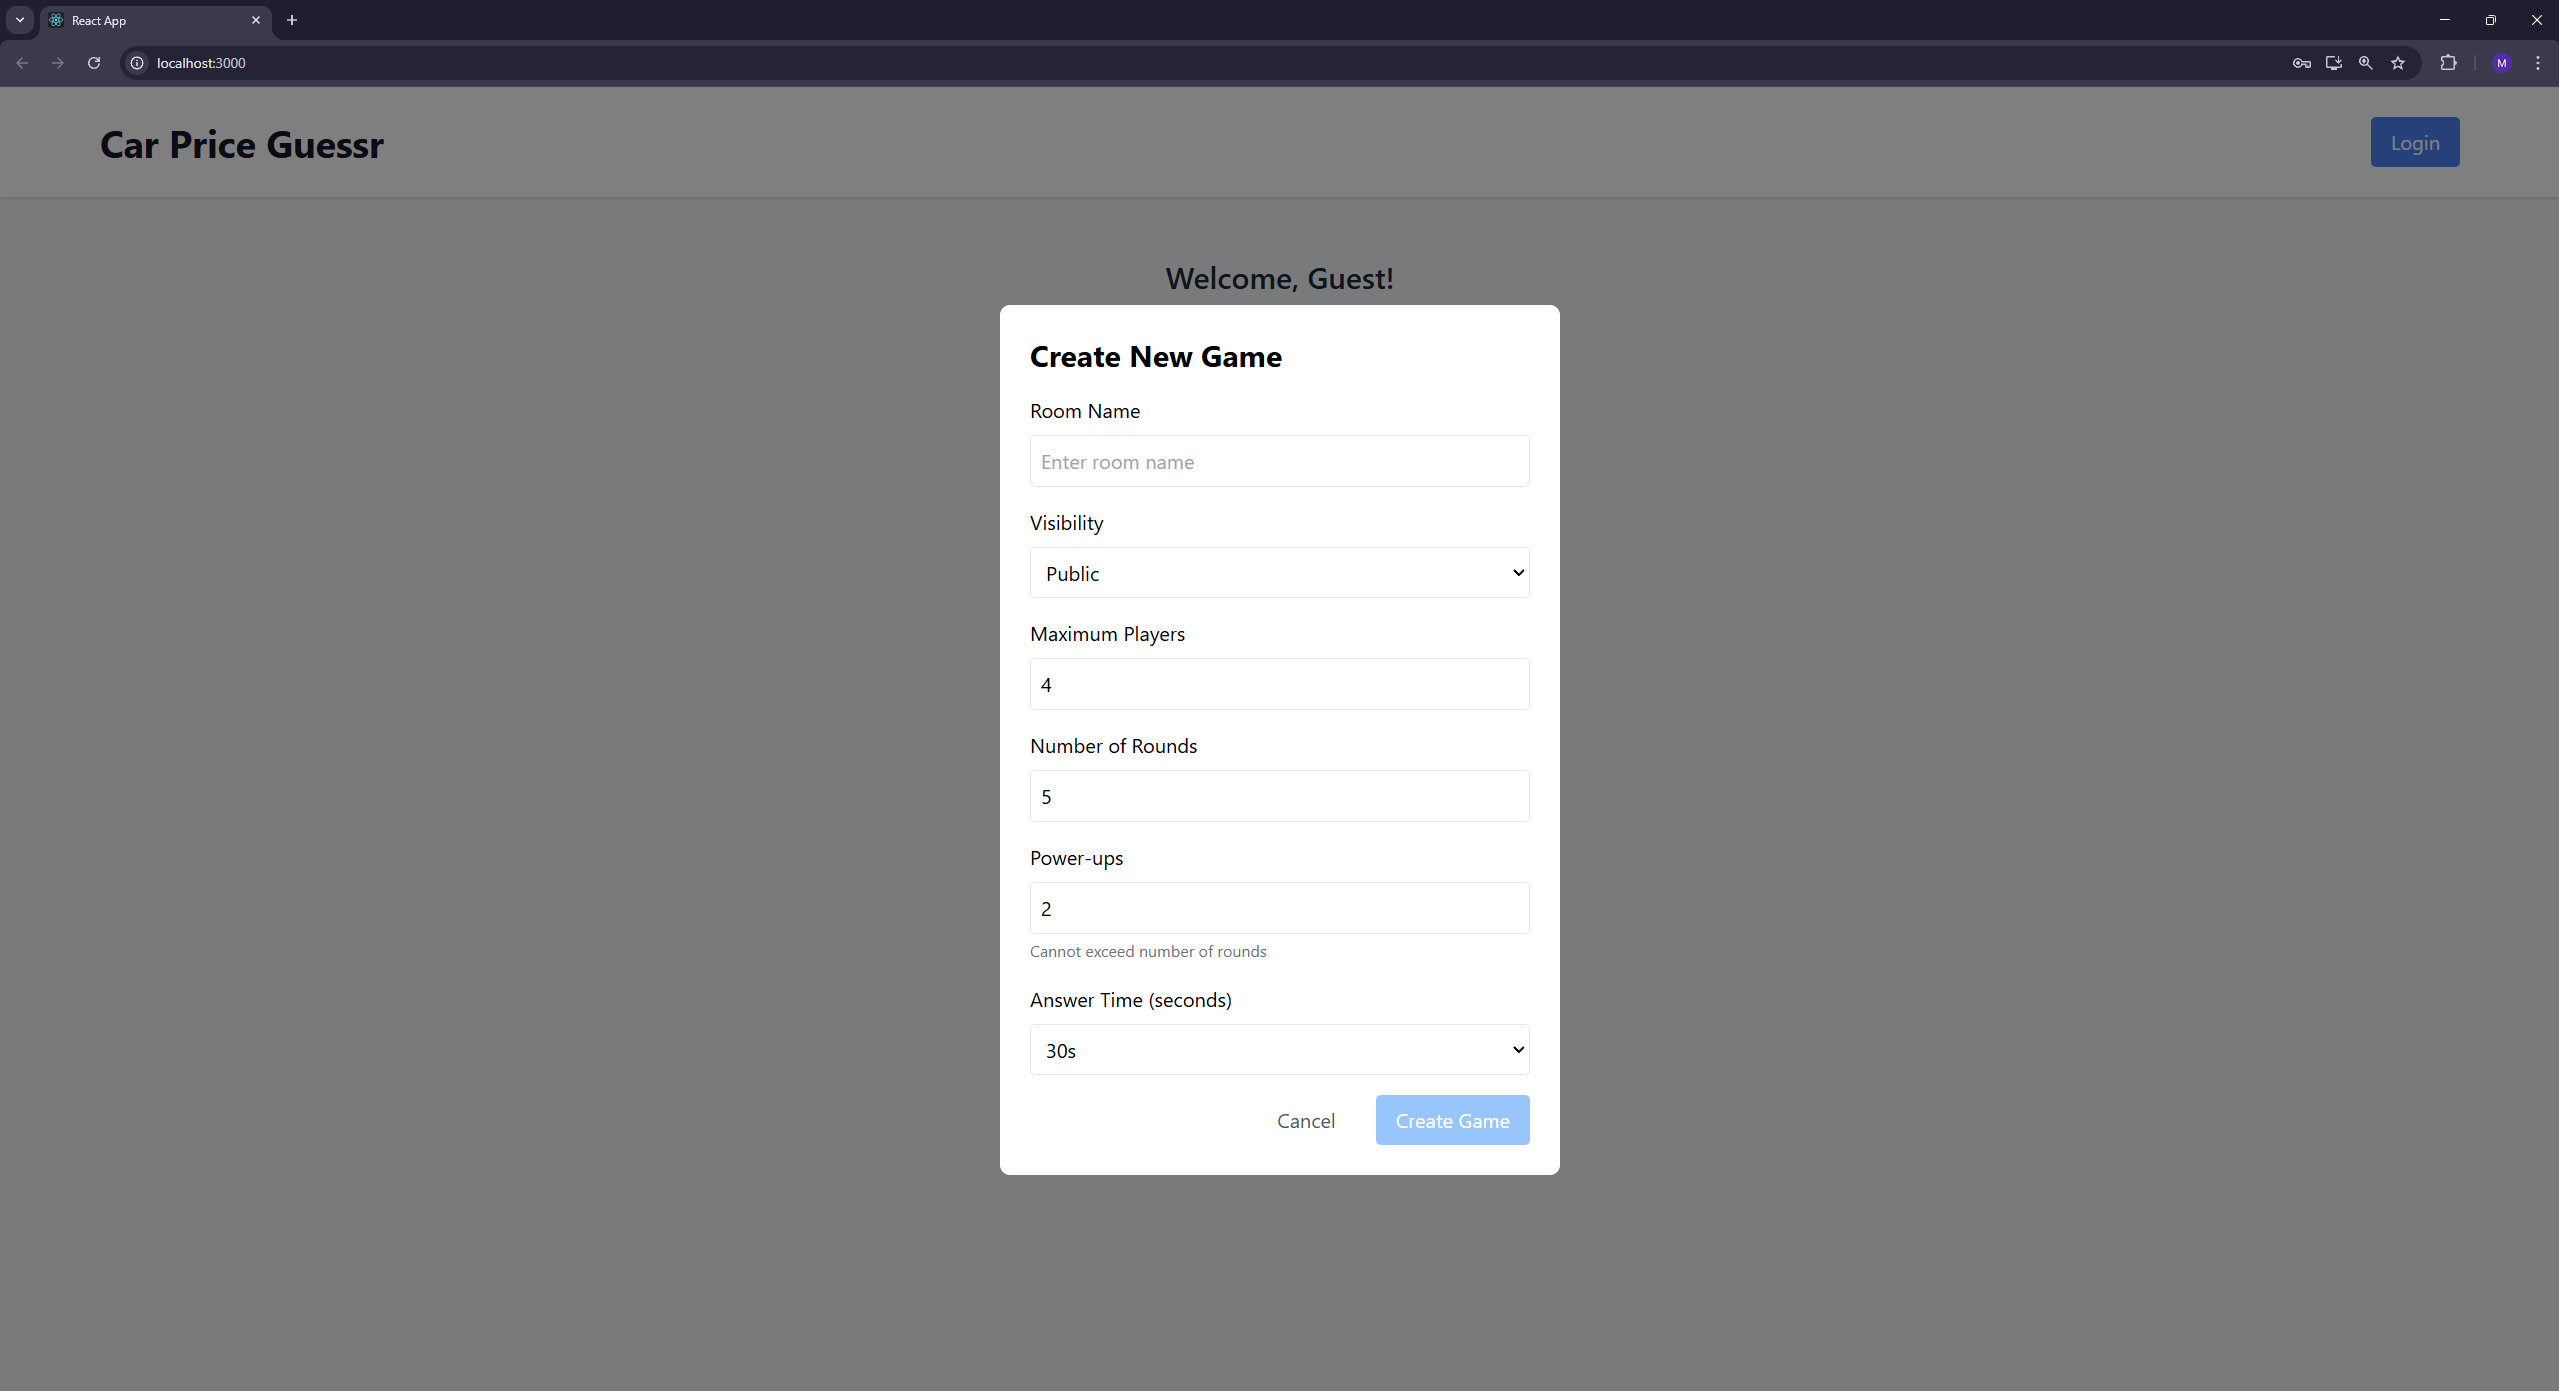 React App
localhost:3000
M
Car Price Guessr
Login
Welcome, Guest!
Create New Game
Room Name
Enter room name
Visibility
Public
Maximum Players
4
Number of Rounds
5
Power-ups
2
Cannot exceed number of rounds
Answer Time (seconds)
30s
Cancel
Create Game